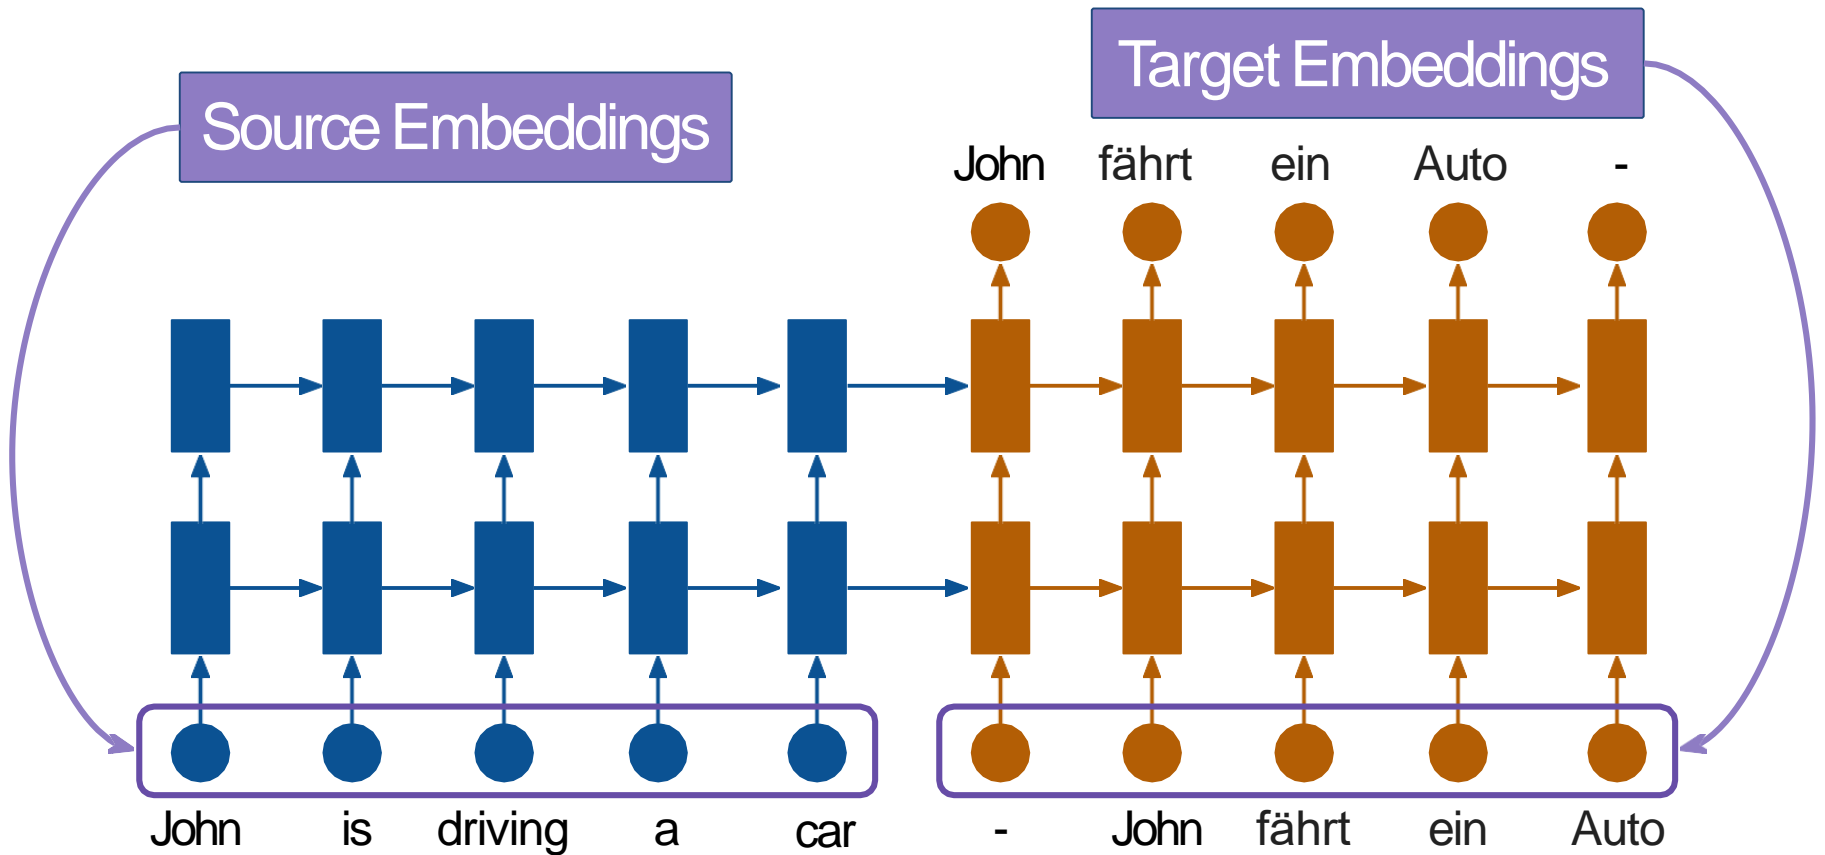 Target Embeddings
Source Embeddings
John fährt ein Auto -
John is driving a car - John fährt ein Auto